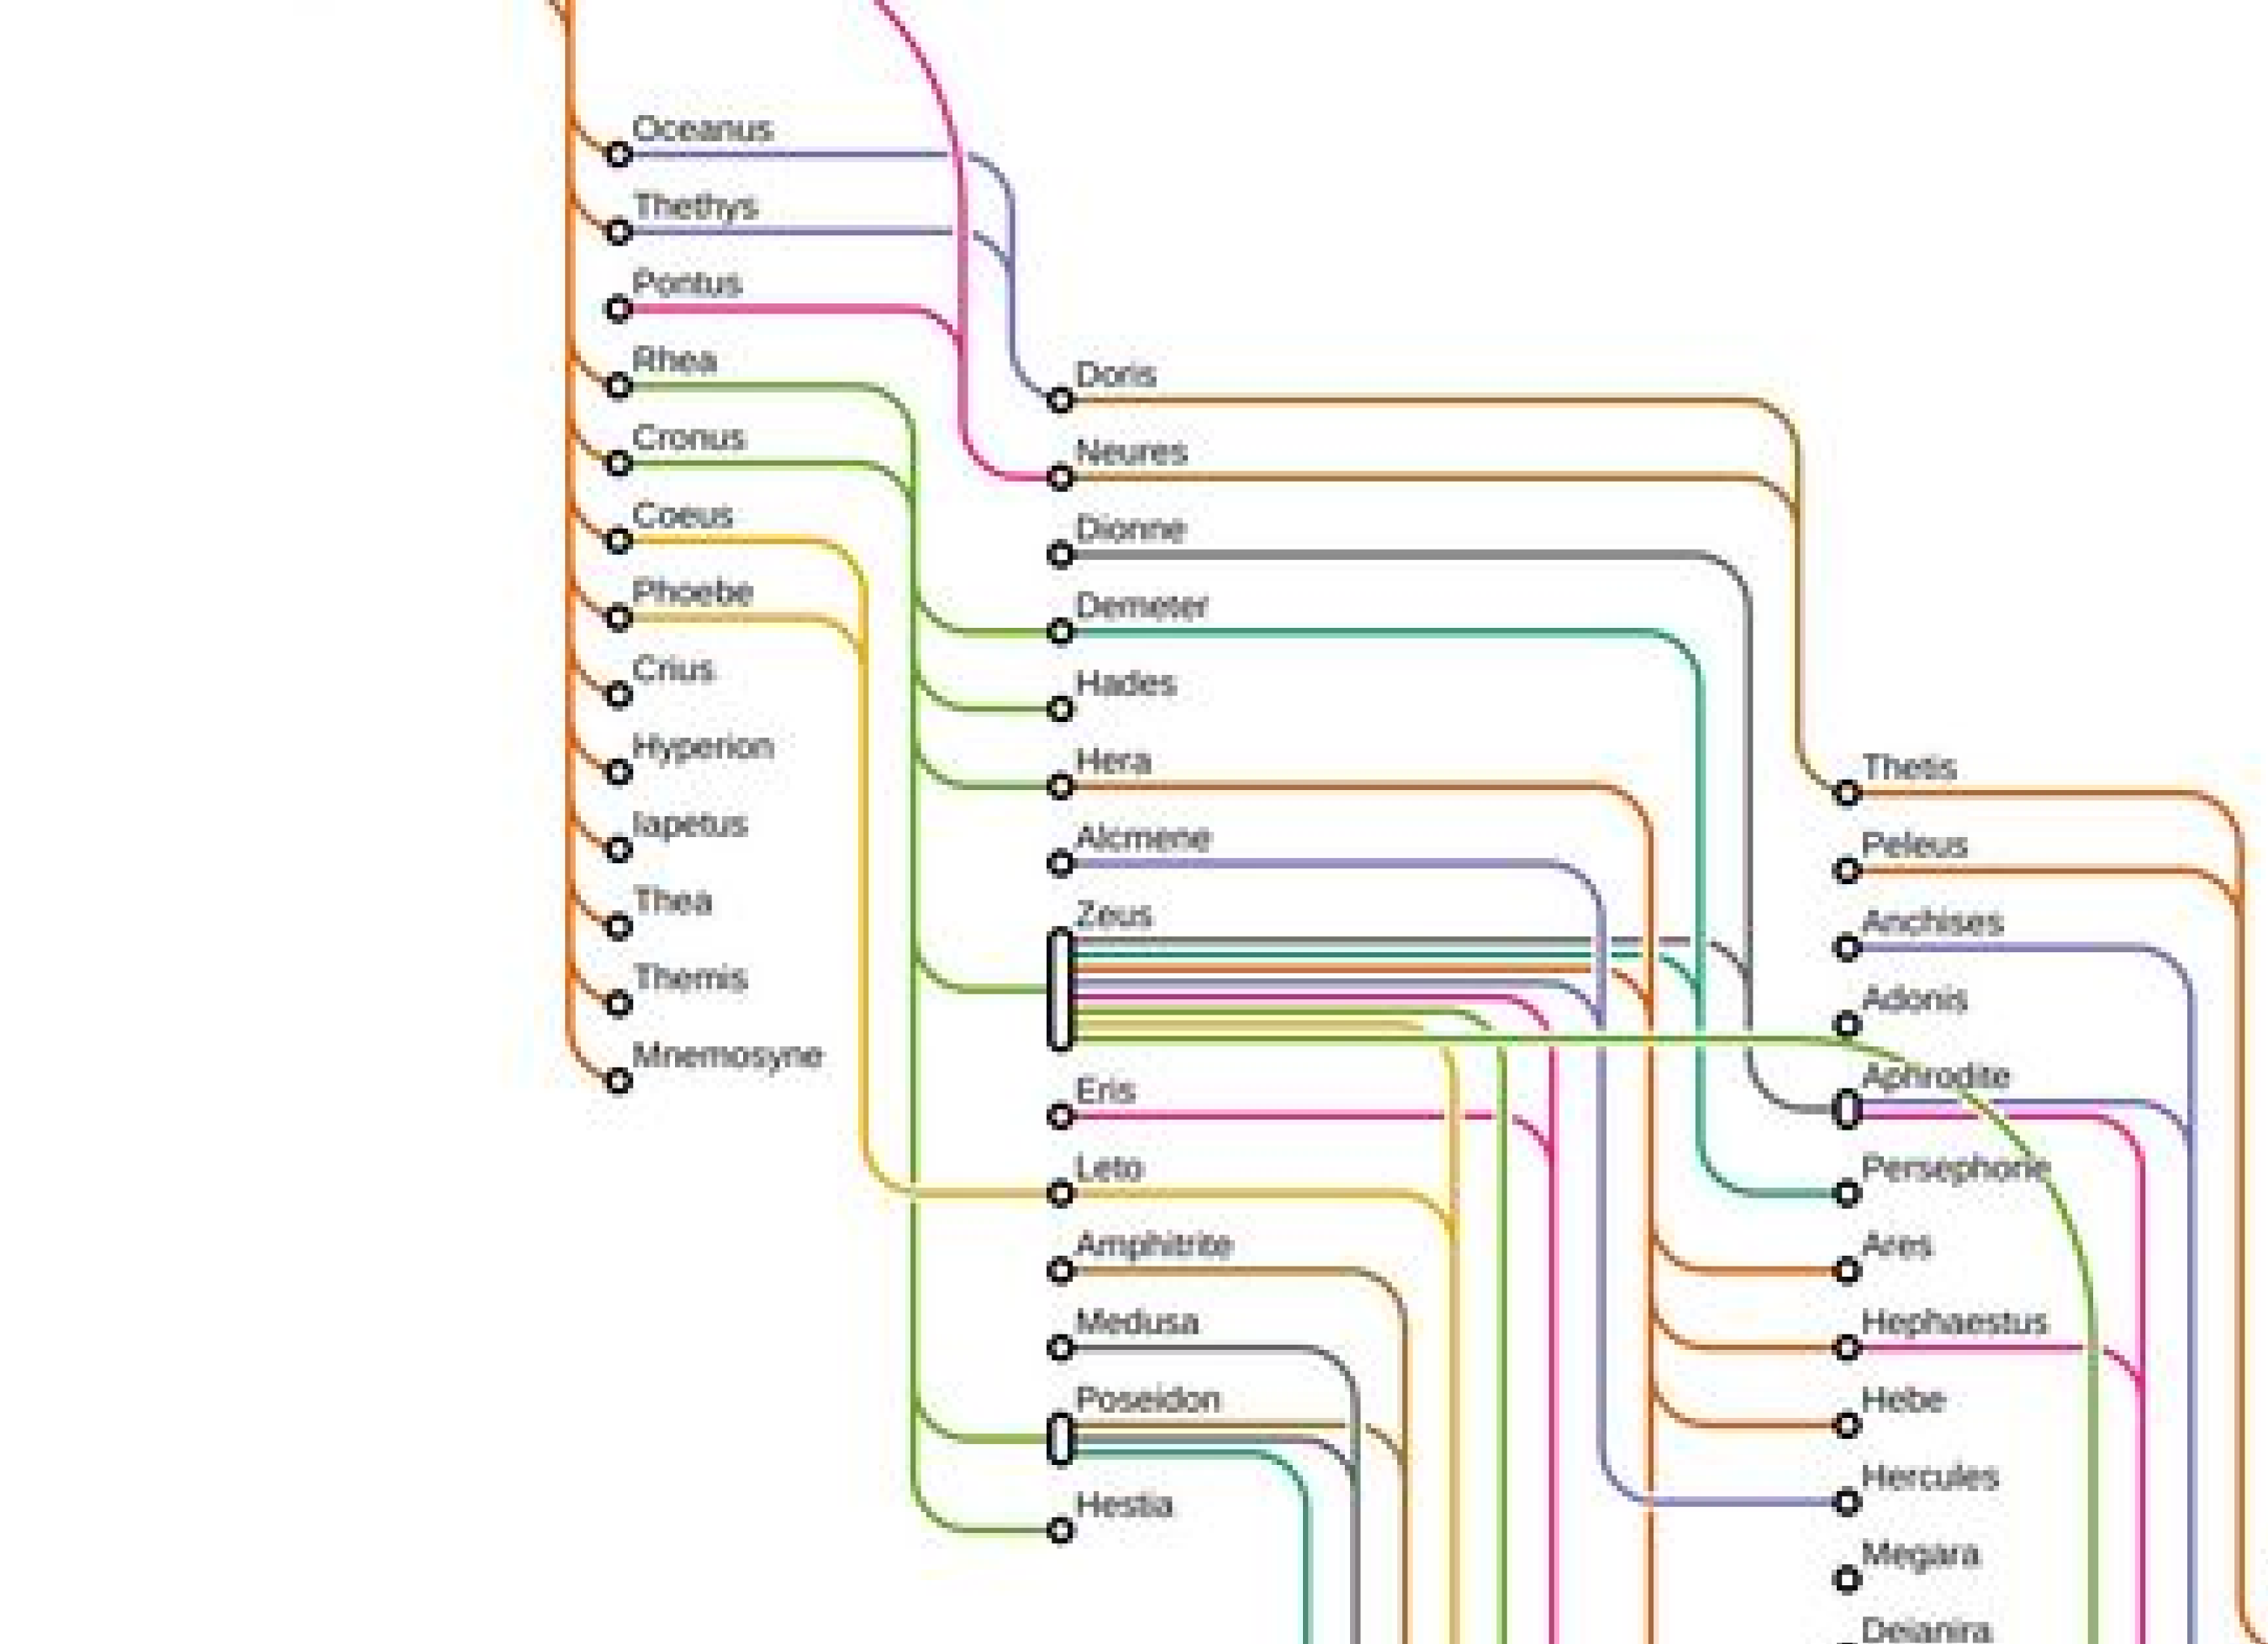 Oceanus
Thethys
Pontus
Rhea
Cronus
Coeus
Phoebe
Crius
Hyperion
Iapetus
Thea
Themis
Mnemosyne
Doris
Neures
Dionne
Demeter
Hades
Hera
Alcmene
Zeus
Eris
Leto
Amphitrite
Medusa
Poseidon
Hestia
Thetis
Peleus
Anchises
Adonis
Aphrodite
Persephone
Ares
Hephaestus
Hebe
Hercules
Megara
Deianira